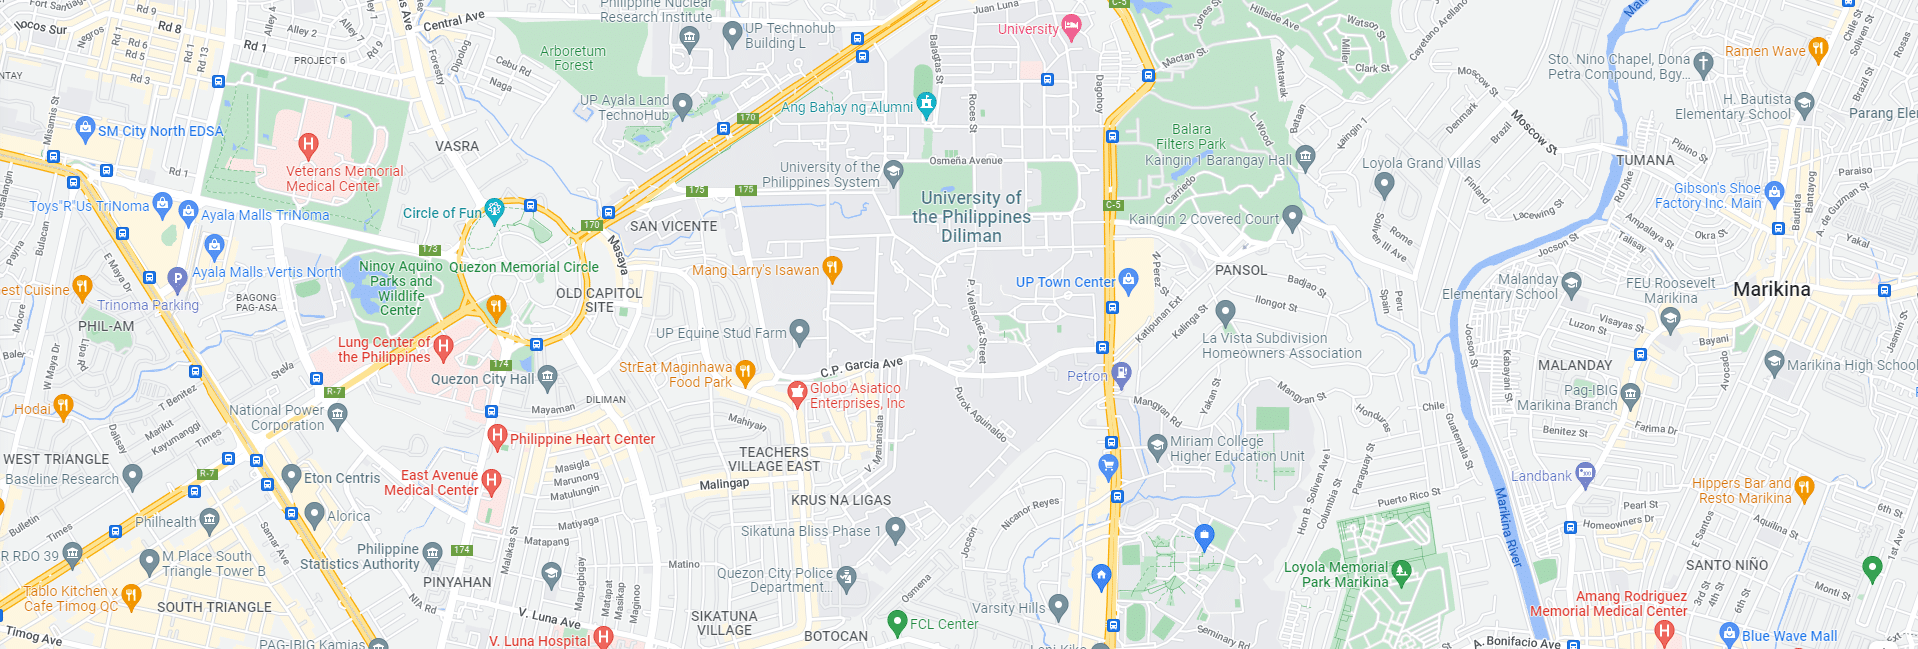 Fort Santiago
Rd 9
Alley 4
Central Ave
Philippine Nuclear
Research Institute
Juan Luna
C-5
Jones St
Hillside Ave
Watson
St
Cayetano Arellano
Chile St
Soliven St
Rosas
Ilocos Sur
Rd 8
Negros
Rd 1
Rd 6
Rd 5
Rd 3
Rd 13
Alley 2
Alley 7
Rd 9
Rd 1
PROJECT 6
Forestry
Dipolog
Cebu Rd
Naga
Arboretum
Forest
UP Technohub
Building L
University
Balagtas St
Roces St
Dagohoy
Mactan St
Palintawak
Miller
Clark St
Moscow St
Sto. Nino Chapel, Dona
Petra Compound, Bgy...
Ramen Wave
NTAY
Misamis St
SM City North EDSA
Veterans Memorial
Medical Center
VASRA
UP Ayala Land
TechnoHub
170
Ang Bahay ng Alumni
Balara
Filters Park
L. Wood
Bataan
Kaingin 1
Denmark
Brazil
Moscow St
H. Bautista
Elementary School
Brazil St
Parang Ele
Kaingin 1 Barangay Hall
Loyola Grand Villas
TUMANA
Pipino St
Rd 1
Osmeña Avenue
University of the
Philippines System
175
175
University of
the Philippines
Diliman
C-5
Carriedo
Kaingin 2 Covered Court
Soliven III Ave
Rome
Finland
Lacewing St
Rd Dike
Paraiso
Gibson's Shoe
Factory Inc. Main
Bautista
Bantayog
A. de Guzman St
Toys"R"Us TriNoma
Ayala Malls TriNoma
Circle of Fun
170
SAN VICENTE
Masaya
173
Payna
Bulacan
E Maya Dr
Ayala Malls Vertis North
Trinoma Parking
est Cuisine
Moore
BAGONG
PAG-ASA
Ninoy Aquino
Parks and
Wildlife
Center
Quezon Memorial Circle
OLD CAPITOL
SITE
Mang Larry's Isawan
UP Town Center
N. Perez St
PANSOL
Badjao St
Ilongot St
Spain
Peru
Jocson St
Ampalaya St
Talisay
Okra St
Yakal
Malanday
Elementary School
FEU Roosevelt
Marikina
Marikina
PHIL-AM
Baler
W Maya Dr
Stella
Lung Center of
the Philippines
174
Quezon City Hall
UP Equine Stud Farm
StrEat Maginhawa
Food Park
C.P. Garcia Ave
P. Velasquez Street
Katipunan Ext
Kalinga St
La Vista Subdivision
Homeowners Association
Jocson St
Kabayani St
Visayas St
Luzon St
Bayani
Jasmin St
MALANDAY
Avocado
Marikina High School
Petron
Globo Asiatico
Enterprises, Inc
Pag-IBIG
Marikina Branch
R-7
Hodai
T Benitez
Marikit
Kayumanggi
Times
Dalisay
National Power
Corporation
Mayaman
DILIMAN
Mahiyain
Purok Aguinaldo
Mangyan Rd
Yakan St
Mangyan St
Honduras
Chile
Guatemala St
Benitez St
Farima Dr
Philippine Heart Center
V. Manansala
Miriam College
Higher Education Unit
WEST TRIANGLE
Baseline Research
R-7
Eton Centris
East Avenue
Medical Center
Masigla
Marunong
Matulungin
TEACHERS
VILLAGE EAST
Malingap
KRUS NA LIGAS
Hon B. Soliven Ave I
Columbia St
Paraguay St
Puerto Rico St
Landbank
Pearl St
Homeowners Dr
Hippers Bar and
Resto Marikina
6th St
Bulletin
Times
Philhealth
Alorica
Samar Ave
Matiyaga
Sikatuna Bliss Phase 1
Nicanor Reyes
Marikina River
E Santos
Aquilina St
1st Ave
R RDO 39
M Place South
Triangle Tower B
Philippine
Statistics Authority
174
Malakas St
Matapang
Mapagbigay
Matino
Jocson
Quezon City Police
Department...
Osmena
Loyola Memorial
Park Marikina
SANTO NIÑO
Monti St
PINYAHAN
Tablo Kitchen x
Cafe Timog QC
SOUTH TRIANGLE
NIA Rd
Matapat
Masikap
Maginoo
V. Luna Ave
SIKATUNA
VILLAGE
Varsity Hills
Amang Rodriguez
Memorial Medical Center
3rd St
4th St
6th St
Timog Ave
PAG-IBIG Kamias
V. Luna Hospital
BOTOCAN
FCL Center
Seminary Rd
A. Bonifacio Ave
Blue Wave Mall